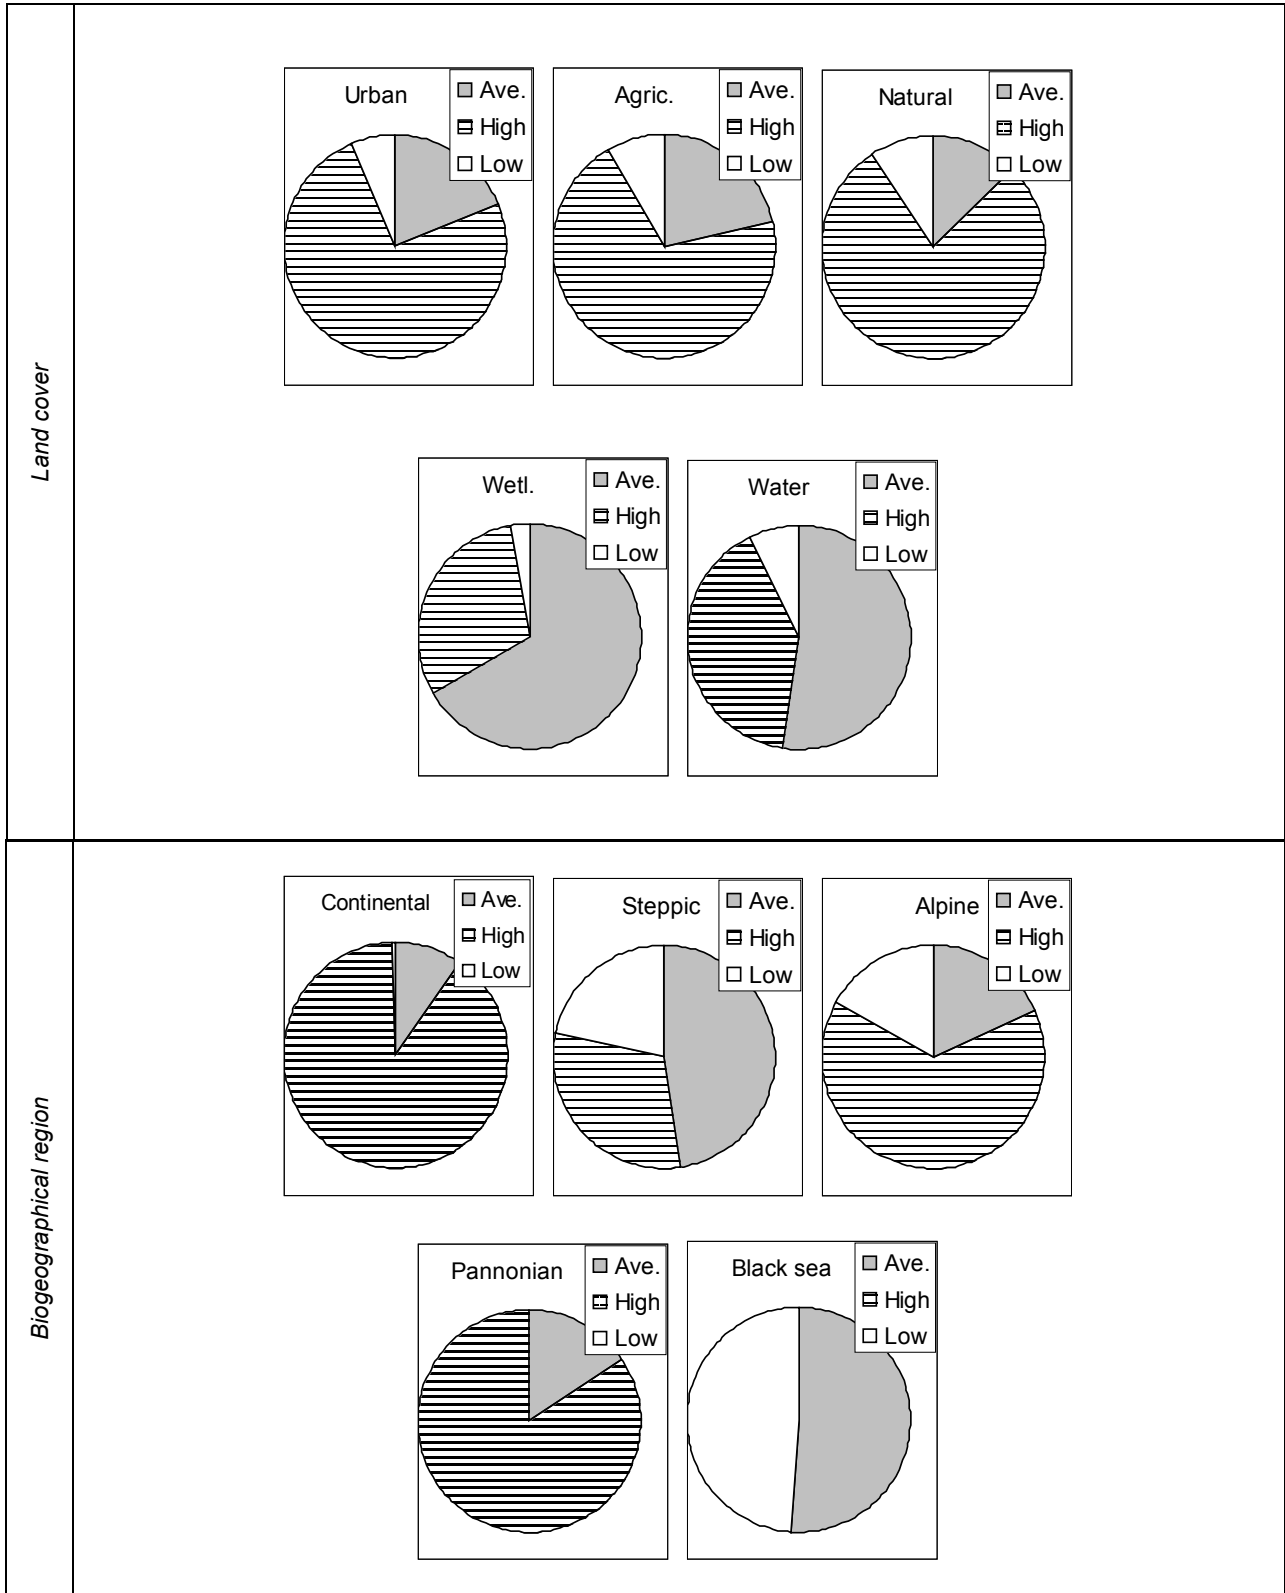 Land cover
Urban
Ave.
High
Low
Agric.
Ave.
High
Low
Natural
Ave.
High
Low
Wetl.
Ave.
High
Low
Water
Ave.
High
Low
Biogeographical region
Continental
Ave.
High
Low
Steppic
Ave.
High
Low
Alpine
Ave.
High
Low
Pannonian
Ave.
High
Low
Black sea
Ave.
High
Low